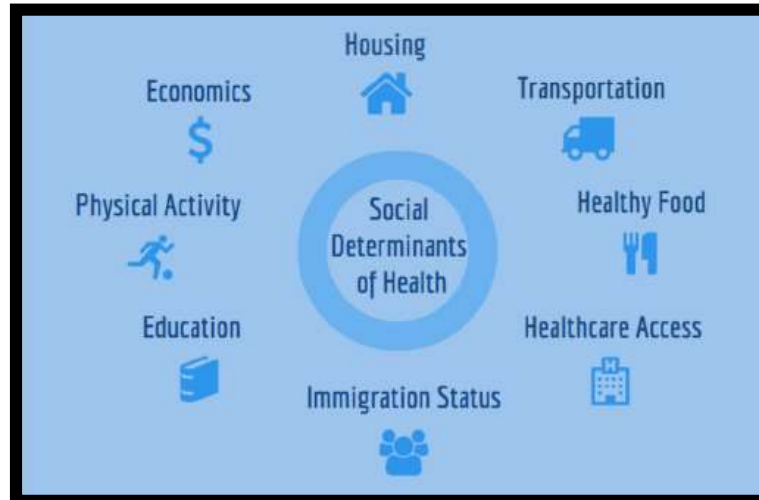 Housing
Economics
Transportation
$
Physical Activity
Social
Determinants
of Health
Healthy Food
Education
Healthcare Access
H
Immigration Status